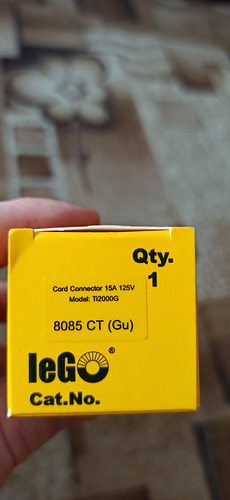 Qty.
1
Cord Connector 15A 125V
Model: Ti2000G
8085 CT (Gu)
leGO®
Cat.No.